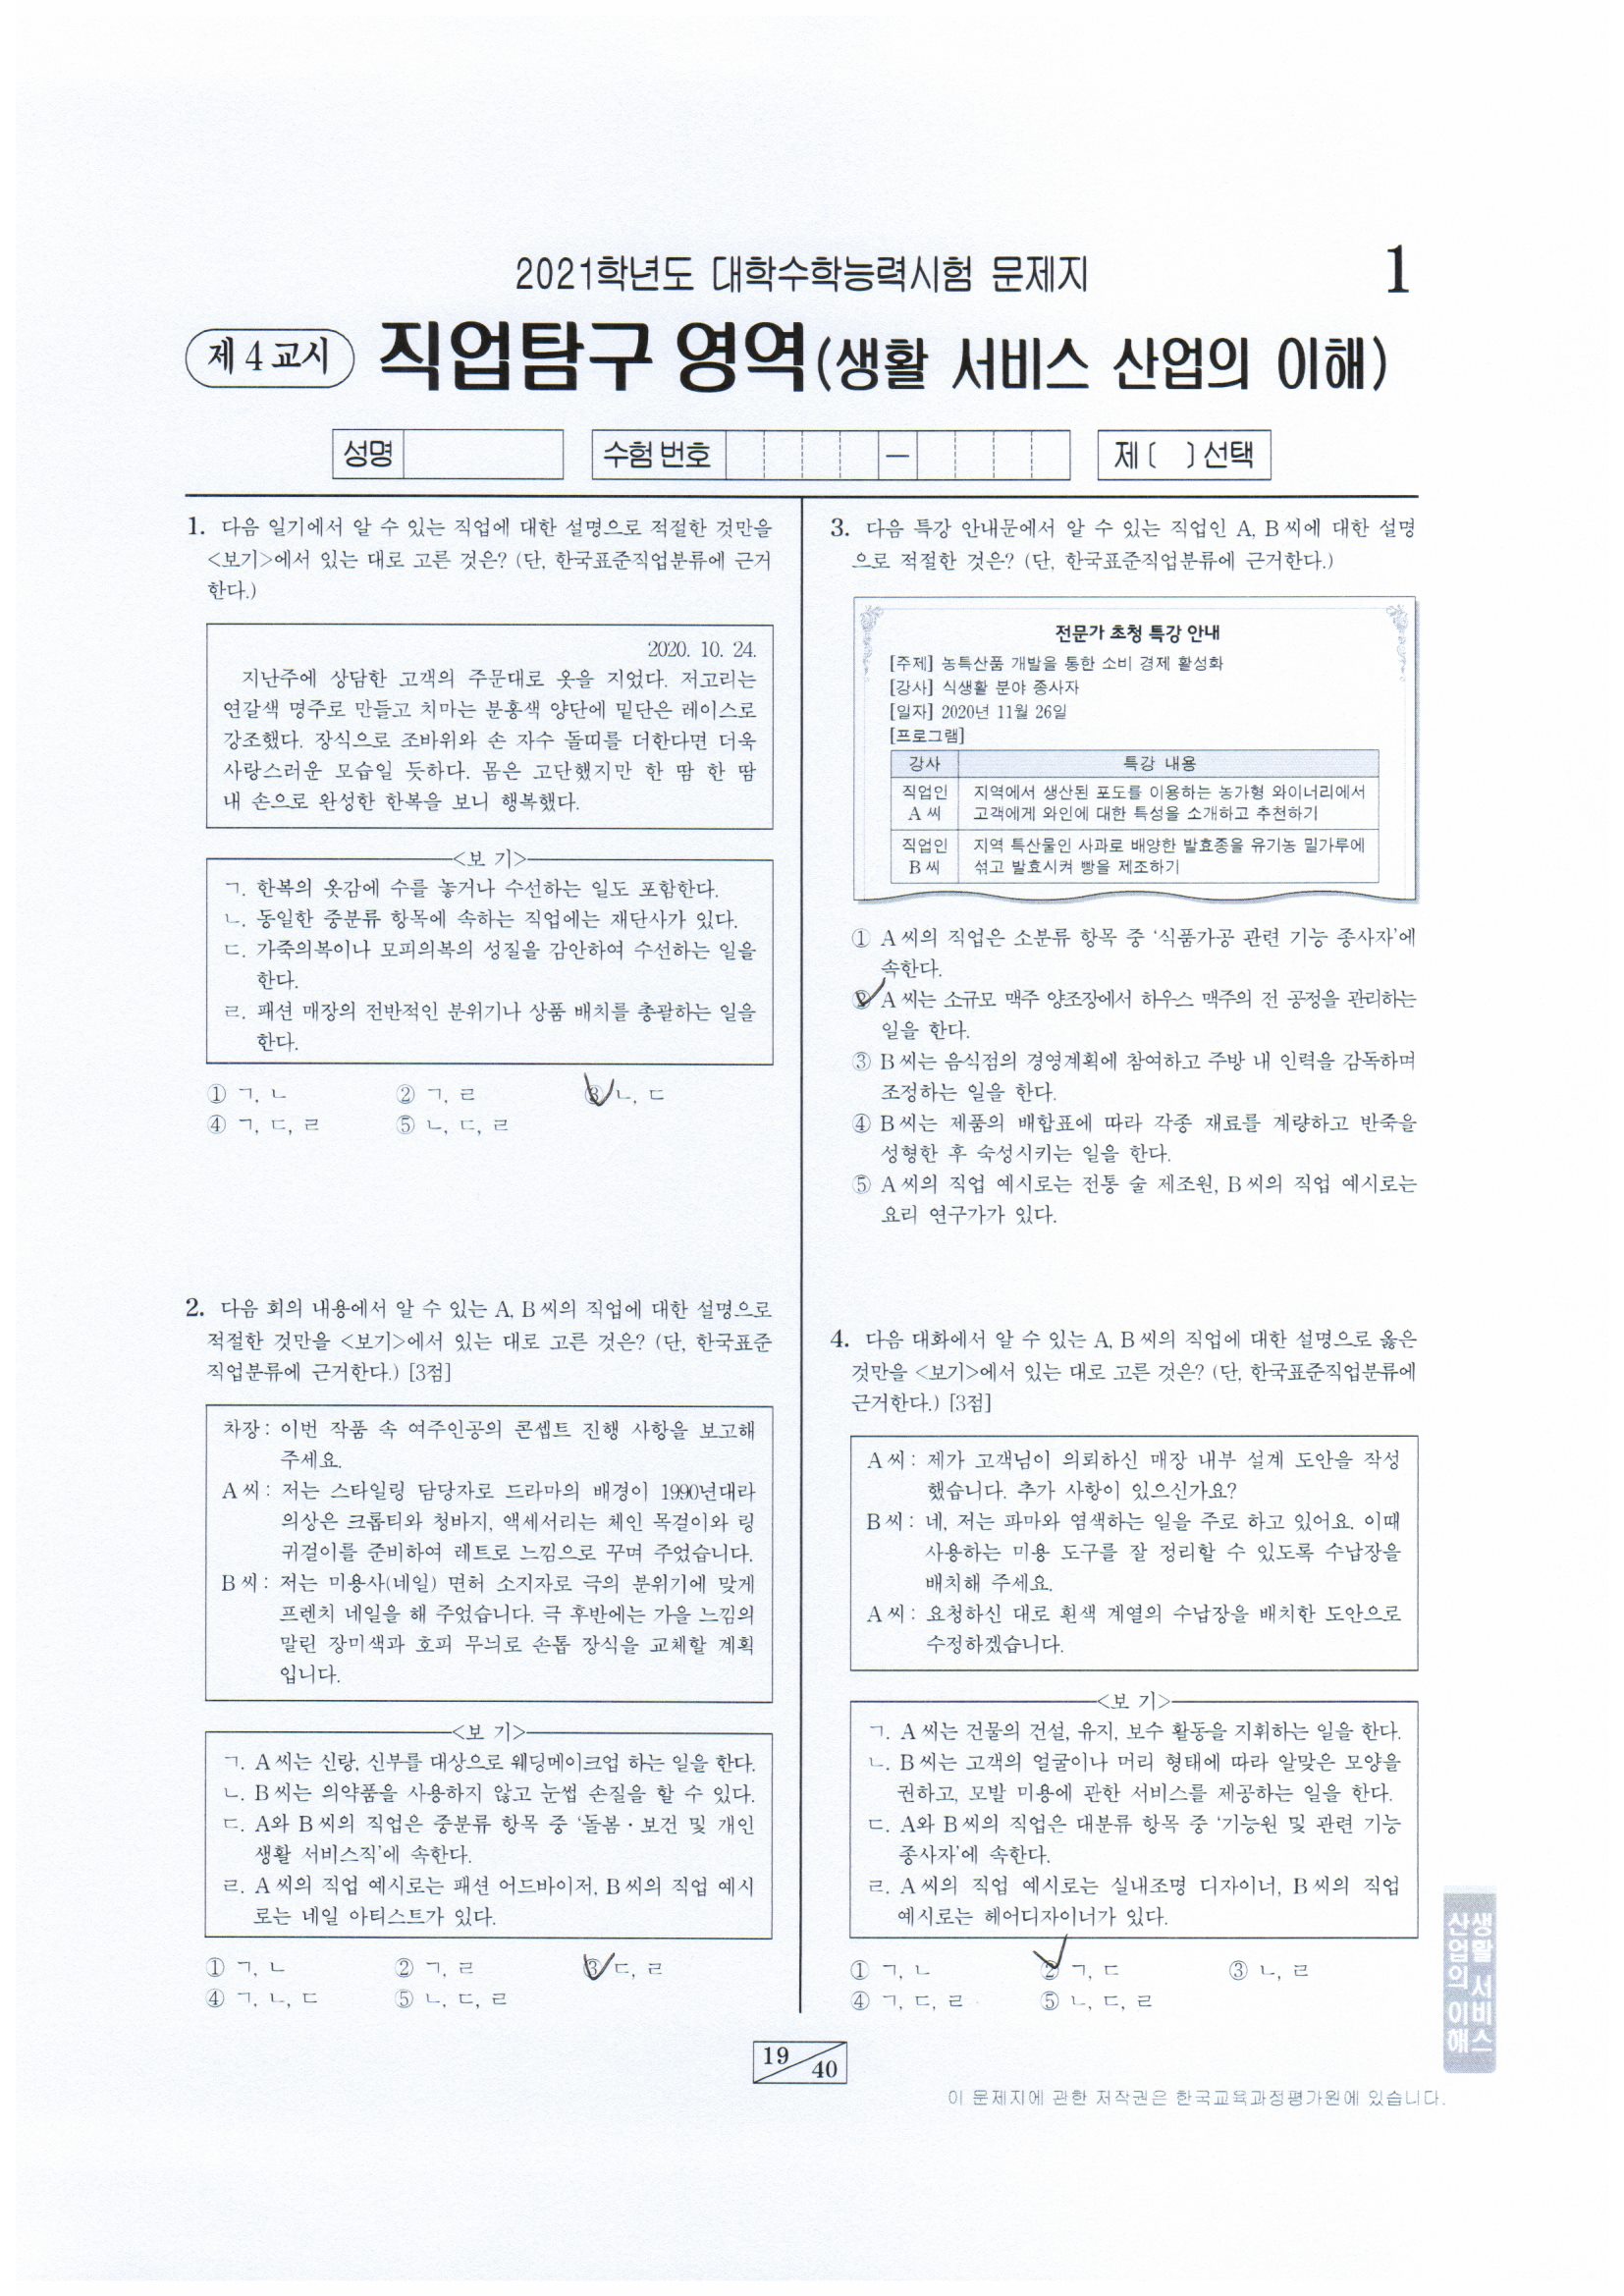 2021학년도 대학수학능력시험 문제지
1
제 4 교시
직업탐구 영역(생활 서비스 산업의 이해)
성명
수험 번호
—
제 ( ) 선택
1. 다음 일기에서 알 수 있는 직업에 대한 설명으로 적절한 것만을
<보기>에서 있는 대로 고른 것은? (단, 한국표준직업분류에 근거
한다.)
2020. 10. 24.
지난주에 상담한 고객의 주문대로 옷을 지었다. 저고리는
연갈색 명주로 만들고 치마는 분홍색 양단에 밑단은 레이스로
강조했다. 장식으로 조바위와 손 자수 돌띠를 더한다면 더욱
사랑스러운 모습일 듯하다. 몸은 고단했지만 한 땀 한 땀
내 손으로 완성한 한복을 보니 행복했다.
<보 기>
ㄱ. 한복의 옷감에 수를 놓거나 수선하는 일도 포함한다.
ㄴ. 동일한 중분류 항목에 속하는 직업에는 재단사가 있다.
ㄷ. 가죽의복이나 모피의복의 성질을 감안하여 수선하는 일을
한다.
ㄹ. 패션 매장의 전반적인 분위기나 상품 배치를 총괄하는 일을
한다.
① ㄱ, ㄴ ② ㄱ, ㄹ ③ ㄴ, ㄷ
④ ㄱ, ㄷ, ㄹ ⑤ ㄴ, ㄷ, ㄹ
2. 다음 회의 내용에서 알 수 있는 A, B 씨의 직업에 대한 설명으로
적절한 것만을 <보기>에서 있는 대로 고른 것은? (단, 한국표준
직업분류에 근거한다.) [3점]
차장 : 이번 작품 속 여주인공의 콘셉트 진행 사항을 보고해
주세요.
A 씨 : 저는 스타일링 담당자로 드라마의 배경이 1990년대라
의상은 크롭티와 청바지, 액세서리는 체인 목걸이와 링
귀걸이를 준비하여 레트로 느낌으로 꾸며 주었습니다.
B 씨 : 저는 미용사(네일) 면허 소지자로 극의 분위기에 맞게
프렌치 네일을 해 주었습니다. 극 후반에는 가을 느낌의
말린 장미색과 호피 무늬로 손톱 장식을 교체할 계획
입니다.
<보 기>
ㄱ. A 씨는 신랑, 신부를 대상으로 웨딩메이크업 하는 일을 한다.
ㄴ. B 씨는 의약품을 사용하지 않고 눈썹 손질을 할 수 있다.
ㄷ. A와 B 씨의 직업은 중분류 항목 중 ‘돌봄 · 보건 및 개인
생활 서비스직’에 속한다.
ㄹ. A 씨의 직업 예시로는 패션 어드바이저, B 씨의 직업 예시
로는 네일 아티스트가 있다.
① ㄱ, ㄴ ② ㄱ, ㄹ ③ ㄷ, ㄹ
④ ㄱ, ㄴ, ㄷ ⑤ ㄴ, ㄷ, ㄹ
3. 다음 특강 안내문에서 알 수 있는 직업인 A, B 씨에 대한 설명
으로 적절한 것은? (단, 한국표준직업분류에 근거한다.)
전문가 초청 특강 안내
[주제] 농특산품 개발을 통한 소비 경제 활성화
[강사] 식생활 분야 종사자
[일자] 2020년 11월 26일
[프로그램]
강사 특강 내용
직업인 지역에서 생산된 포도를 이용하는 농가형 와이너리에서
A 씨 고객에게 와인에 대한 특성을 소개하고 추천하기
직업인 지역 특산물인 사과로 배양한 발효종을 유기농 밀가루에
B 씨 섞고 발효시켜 빵을 제조하기
① A 씨의 직업은 소분류 항목 중 ‘식품가공 관련 기능 종사자’에
속한다.
② A 씨는 소규모 맥주 양조장에서 하우스 맥주의 전 공정을 관리하는
일을 한다.
③ B 씨는 음식점의 경영계획에 참여하고 주방 내 인력을 감독하며
조정하는 일을 한다.
④ B 씨는 제품의 배합표에 따라 각종 재료를 계량하고 반죽을
성형한 후 숙성시키는 일을 한다.
⑤ A 씨의 직업 예시로는 전통 술 제조원, B 씨의 직업 예시로는
요리 연구가가 있다.
4. 다음 대화에서 알 수 있는 A, B 씨의 직업에 대한 설명으로 옳은
것만을 <보기>에서 있는 대로 고른 것은? (단, 한국표준직업분류에
근거한다.) [3점]
A 씨 : 제가 고객님이 의뢰하신 매장 내부 설계 도안을 작성
했습니다. 추가 사항이 있으신가요?
B 씨 : 네, 저는 파마와 염색하는 일을 주로 하고 있어요. 이때
사용하는 미용 도구를 잘 정리할 수 있도록 수납장을
배치해 주세요.
A 씨 : 요청하신 대로 흰색 계열의 수납장을 배치한 도안으로
수정하겠습니다.
<보 기>
ㄱ. A 씨는 건물의 건설, 유지, 보수 활동을 지휘하는 일을 한다.
ㄴ. B 씨는 고객의 얼굴이나 머리 형태에 따라 알맞은 모양을
권하고, 모발 미용에 관한 서비스를 제공하는 일을 한다.
ㄷ. A와 B 씨의 직업은 대분류 항목 중 ‘기능원 및 관련 기능
종사자’에 속한다.
ㄹ. A 씨의 직업 예시로는 실내조명 디자이너, B 씨의 직업
예시로는 헤어디자이너가 있다.
① ㄱ, ㄴ ② ㄱ, ㄷ ③ ㄴ, ㄹ
④ ㄱ, ㄷ, ㄹ ⑤ ㄴ, ㄷ, ㄹ
생활 서비스
산업의 이해
19
40
이 문제지에 관한 저작권은 한국교육과정평가원에 있습니다.